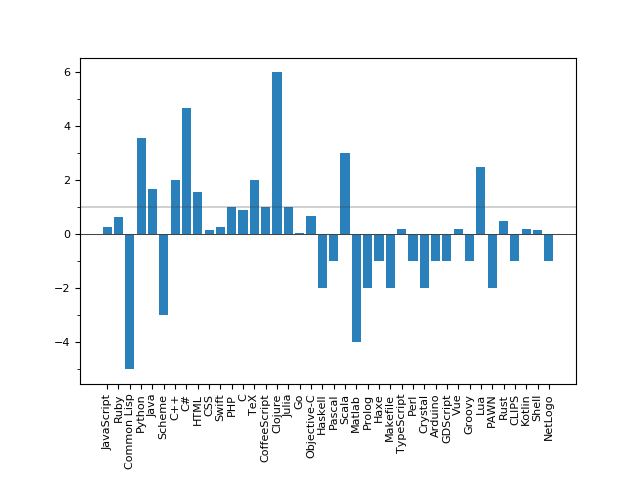 6
4
2
0
−2
−4
JavaScript
Ruby
Common Lisp
Python
Java
Scheme
C++
C#
HTML
CSS
Swift
PHP
C
TeX
CoffeeScript
Clojure
Julia
Go
Objective-C
Haskell
Pascal
Scala
Matlab
Prolog
Haxe
Makefile
TypeScript
Perl
Crystal
Arduino
GDScript
Vue
Groovy
Lua
PAWN
Rust
CLIPS
Kotlin
Shell
NetLogo